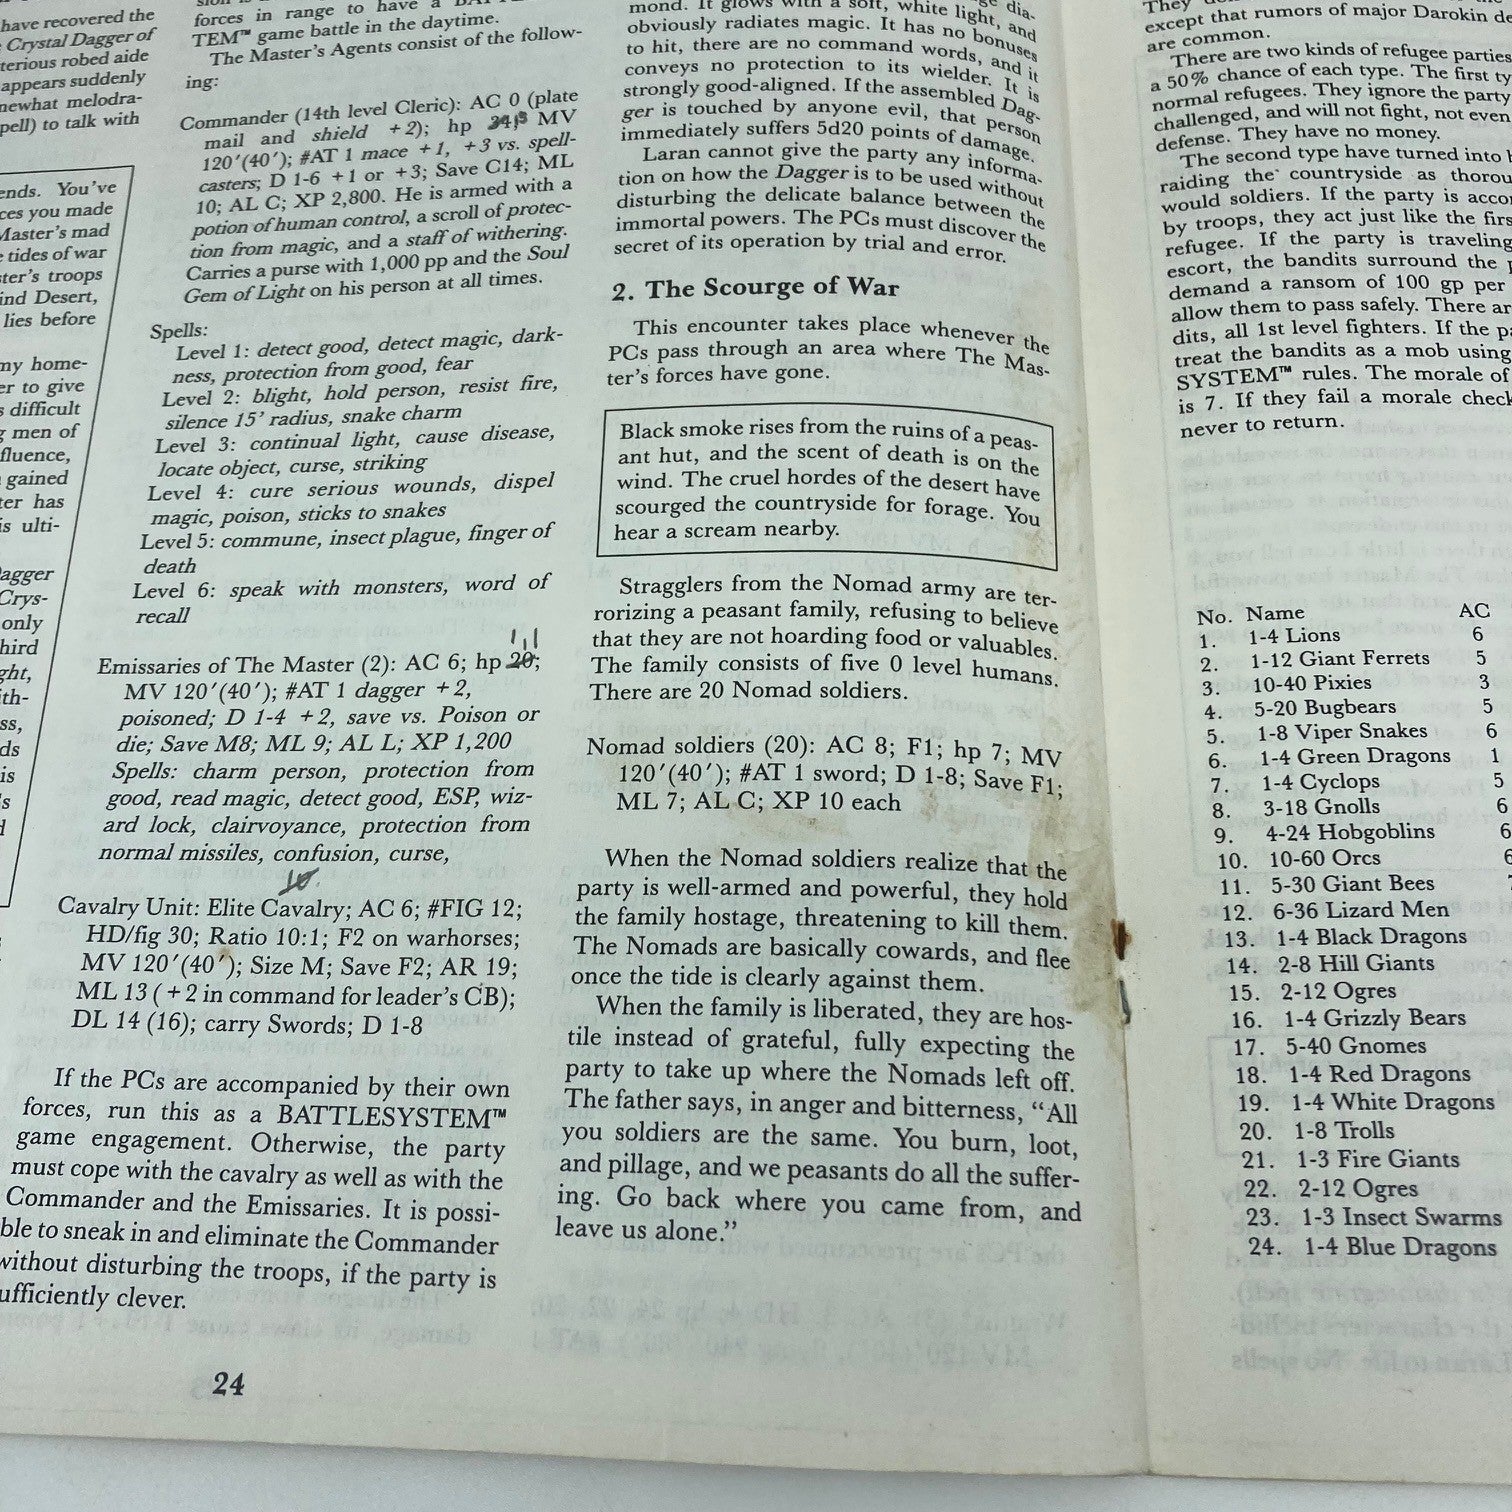 have recovered the
Crystal Dagger of
terious robed aide
appears suddenly
newhat melodra-
pell) to talk with
ends. You've
ces you made
Master's mad
tides of war
ster's troops
ind Desert,
lies before
my home-
er to give
s difficult
g men of
fluence,
gained
ter has
is ulti-
Dagger
Crys-
only
hird
ght,
ith-
ss,
ds
is
's
forces in range to have a
TEM™ game battle in the daytime.
The Master's Agents consist of the follow-
ing:
Commander (14th level Cleric): AC 0 (plate
mail and shield +2); hp MV
120'(40'); #AT 1 mace +1, +3 vs. spell-
casters; D 1-6 +1 or +3; Save C14; ML
10; AL C; XP 2,800. He is armed with a
potion of human control, a scroll of protec-
tion from magic, and a staff of withering.
Carries a purse with 1,000 pp and the Soul
Gem of Light on his person at all times.
Spells:
Level 1: detect good, detect magic, dark-
ness, protection from good, fear
Level 2: blight, hold person, resist fire,
silence 15' radius, snake charm
Level 3: continual light, cause disease,
locate object, curse, striking
Level 4: cure serious wounds, dispel
magic, poison, sticks to snakes
Level 5: commune, insect plague, finger of
death
Level 6: speak with monsters, word of
recall
Emissaries of The Master (2): AC 6; hp 20;
MV 120'(40'); #AT 1 dagger +2,
poisoned; D 1-4 +2, save vs. Poison or
die; Save M8; ML 9; AL L; XP 1,200
Spells: charm person, protection from
good, read magic, detect good, ESP, wiz-
ard lock, clairvoyance, protection from
normal missiles, confusion, curse,
10.
Cavalry Unit: Elite Cavalry; AC 6; #FIG 12;
HD/fig 30; Ratio 10:1; F2 on warhorses;
MV 120'(40'); Size M; Save F2; AR 19;
ML 13 (+2 in command for leader's CB);
DL 14 (16); carry Swords; D 1-8
If the PCs are accompanied by their own
forces, run this as a BATTLESYSTEM™
game engagement. Otherwise, the party
must cope with the cavalry as well as with the
Commander and the Emissaries. It is possi-
ble to sneak in and eliminate the Commander
without disturbing the troops, if the party is
ufficiently clever.
24
mond. It glows with a soft, white light, and
obviously radiates magic. It has no bonuses
to hit, there are no command words, and it
conveys no protection to its wielder. It is
strongly good-aligned. If the assembled Dag-
ger is touched by anyone evil, that person
immediately suffers 5d20 points of damage.
Laran cannot give the party any informa-
tion on how the Dagger is to be used without
disturbing the delicate balance between the
immortal powers. The PCs must discover the
secret of its operation by trial and error.
2. The Scourge of War
This encounter takes place whenever the
PCs pass through an area where The Mas-
ter's forces have gone.
Black smoke rises from the ruins of a peas-
ant hut, and the scent of death is on the
wind. The cruel hordes of the desert have
scourged the countryside for forage. You
hear a scream nearby.
Stragglers from the Nomad army are ter-
rorizing a peasant family, refusing to believe
that they are not hoarding food or valuables.
The family consists of five 0 level humans.
There are 20 Nomad soldiers.
Nomad soldiers (20): AC 8; F1; hp 7; MV
120'(40'); #AT 1 sword; D 1-8; Save F1;
ML 7; AL C; XP 10 each
When the Nomad soldiers realize that the
party is well-armed and powerful, they hold
the family hostage, threatening to kill them.
The Nomads are basically cowards, and flee
once the tide is clearly against them.
When the family is liberated, they are hos-
tile instead of grateful, fully expecting the
party to take up where the Nomads left off.
The father says, in anger and bitterness, "All
you soldiers are the same. You burn, loot,
and pillage, and we peasants do all the suffer-
ing. Go back where you came from, and
leave us alone."
except that rumors of major Darokin de
are common.
There are two kinds of refugee parties
a 50% chance of each type. The first ty
normal refugees. They ignore the party
challenged, and will not fight, not even
defense. They have no money.
The second type have turned into
raiding the countryside as thorou
would soldiers. If the party is acco
by troops, they act just like the firs
refugee. If the party is traveling
escort, the bandits surround the
demand a ransom of 100 gp per
allow them to pass safely. There ar
dits, all 1st level fighters. If the pa
treat the bandits as a mob using
SYSTEM™ rules. The morale of
is 7. If they fail a morale check
never to return.
No. Name AC
1. 1-4 Lions 6
2. 1-12 Giant Ferrets 5
3. 10-40 Pixies 3
4. 5-20 Bugbears 5
5. 1-8 Viper Snakes 6
6. 1-4 Green Dragons 1
7. 1-4 Cyclops 5
8. 3-18 Gnolls 6
9. 4-24 Hobgoblins 6
10. 10-60 Orcs 6
11. 5-30 Giant Bees
12. 6-36 Lizard Men
13. 1-4 Black Dragons
14. 2-8 Hill Giants
15. 2-12 Ogres
16. 1-4 Grizzly Bears
17. 5-40 Gnomes
18. 1-4 Red Dragons
19. 1-4 White Dragons
20. 1-8 Trolls
21. 1-3 Fire Giants
22. 2-12 Ogres
23. 1-3 Insect Swarms
24. 1-4 Blue Dragons